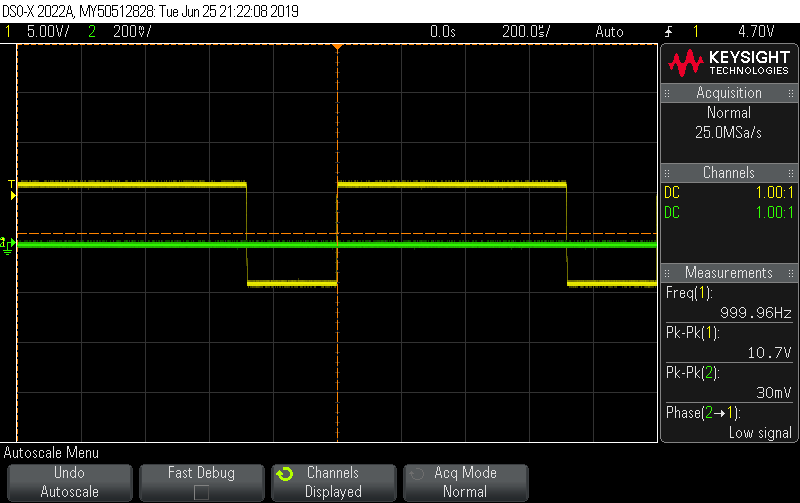 DSO-X 2022A, MY50512828: Tue Jun 25 21:22:08 2019
1 5.00V/ 2 200mV/ 0.0s 200.0us/ Auto 1 4.70V
KEYSIGHT
TECHNOLOGIES
Acquisition
Normal
25.0MSa/s
Channels
DC 1.00:1
DC 1.00:1
Measurements
Freq(1):
999.96Hz
Pk-Pk(1):
10.7V
Pk-Pk(2):
30mV
Phase(2→1):
Low signal
T
2
Autoscale Menu
Undo
Autoscale
Fast Debug
Channels
Displayed
Acq Mode
Normal